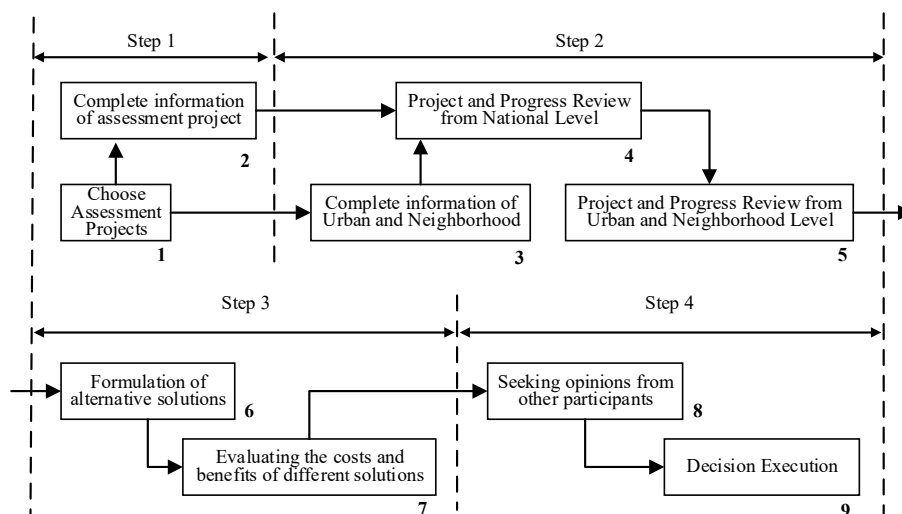 Step 1
Step 2
Complete information
of assessment project
2
Project and Progress Review
from National Level
4
Choose
Assessment
Projects
1
Complete information of
Urban and Neighborhood
3
Project and Progress Review from
Urban and Neighborhood Level
5
Step 3
Step 4
Formulation of
alternative solutions
6
Seeking opinions from
other participants
8
Evaluating the costs and
benefits of different solutions
7
Decision Execution
9